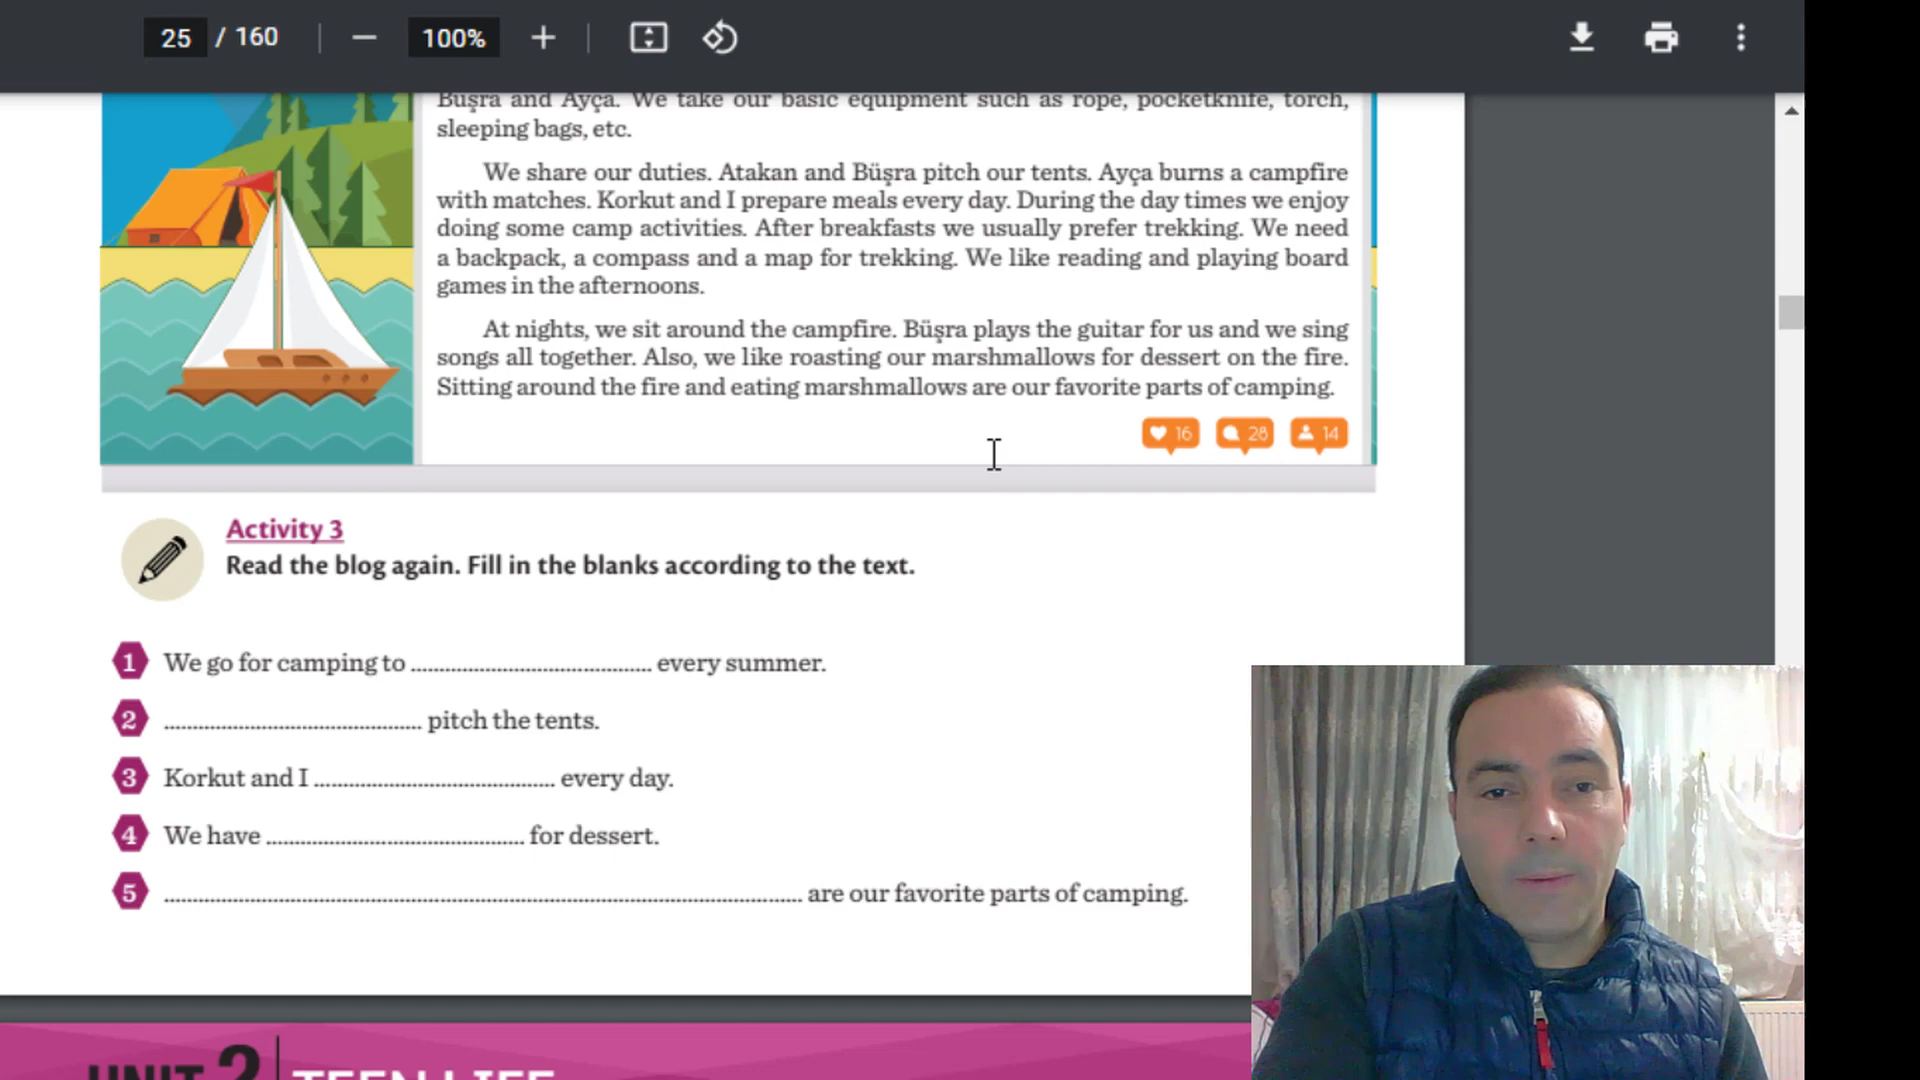 25 / 160
100%
Büşra and Ayça. We take our basic equipment such as rope, pocketknife, torch,
sleeping bags, etc.
We share our duties. Atakan and Büşra pitch our tents. Ayça burns a campfire
with matches. Korkut and I prepare meals every day. During the day times we enjoy
doing some camp activities. After breakfasts we usually prefer trekking. We need
a backpack, a compass and a map for trekking. We like reading and playing board
games in the afternoons.
At nights, we sit around the campfire. Büşra plays the guitar for us and we sing
songs all together. Also, we like roasting our marshmallows for dessert on the fire.
Sitting around the fire and eating marshmallows are our favorite parts of camping.
16 28 14
Activity 3
Read the blog again. Fill in the blanks according to the text.
1 We go for camping to .......................................... every summer.
2 ............................................. pitch the tents.
3 Korkut and I .......................................... every day.
4 We have ............................................. for dessert.
5 ................................................................................................................ are our favorite parts of camping.
UNIT 2 TEEN LIFE